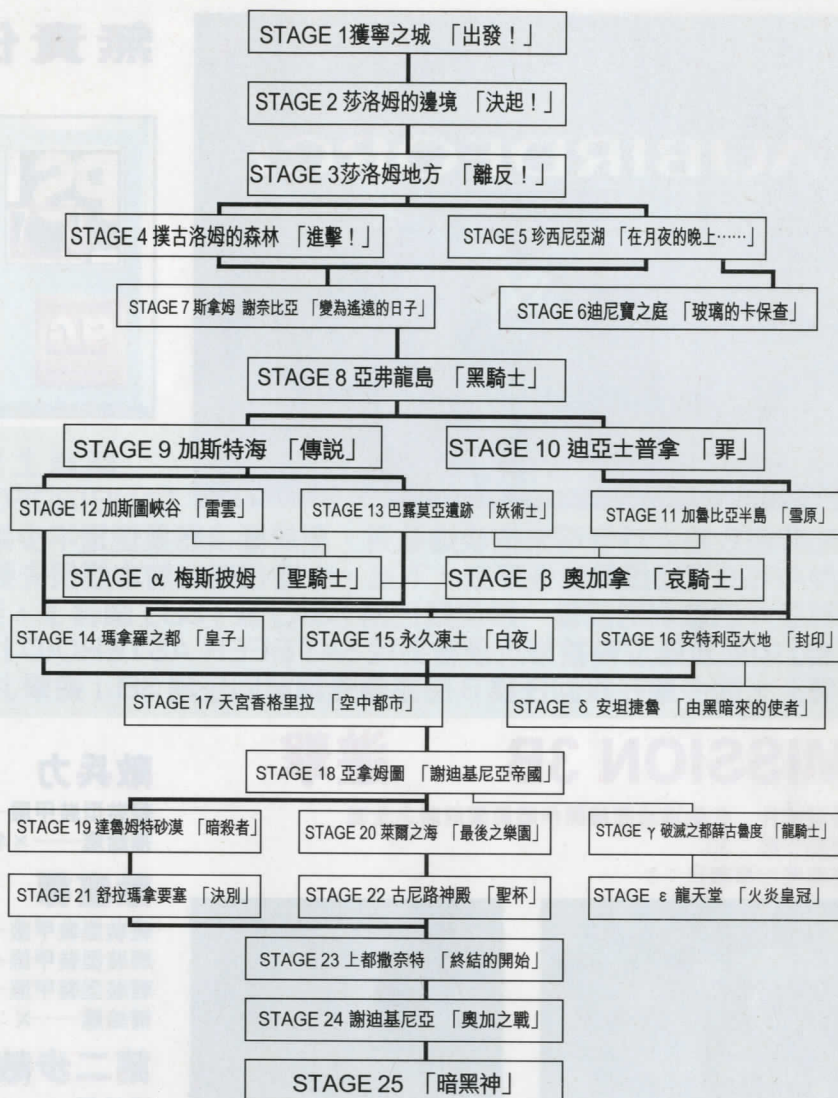 STAGE 1獲寧之城 「出發！」
STAGE 2 莎洛姆的邊境 「決起！」
STAGE 3莎洛姆地方 「離反！」
STAGE 4 撲古洛姆的森林 「進擊！」
STAGE 5 珍西尼亞湖 「在月夜的晚上⋯⋯」
STAGE 7 斯拿姆 謝奈比亞 「變為遙遠的日子」
STAGE 6迪尼寶之庭 「玻璃的卡保查」
STAGE 8 亞弗龍島 「黑騎士」
STAGE 9 加斯特海 「傳說」
STAGE 10 迪亞士普拿 「罪」
STAGE 12 加斯圖峽谷 「雷雲」
STAGE 13 巴露莫亞遺跡 「妖術士」
STAGE 11 加魯比亞半島 「雪原」
STAGE α 梅斯披姆 「聖騎士」
STAGE β 奧加拿 「哀騎士」
STAGE 14 瑪拿羅之都 「皇子」
STAGE 15 永久凍土 「白夜」
STAGE 16 安特利亞大地 「封印」
STAGE 17 天宮香格里拉 「空中都市」
STAGE δ 安坦捷魯 「由黑暗來的使者」
STAGE 18 亞拿姆圖 「謝迪基尼亞帝國」
STAGE 19 達魯姆特砂漠 「暗殺者」
STAGE 20 萊爾之海 「最後之樂園」
STAGE γ 破滅之都薛古魯度 「龍騎士」
STAGE 21 舒拉瑪拿要塞 「決別」
STAGE 22 古尼路神殿 「聖杯」
STAGE ε 龍天堂 「火炎皇冠」
STAGE 23 上都撒奈特 「終結的開始」
STAGE 24 謝迪基尼亞 「奧加之戰」
STAGE 25 「暗黑神」